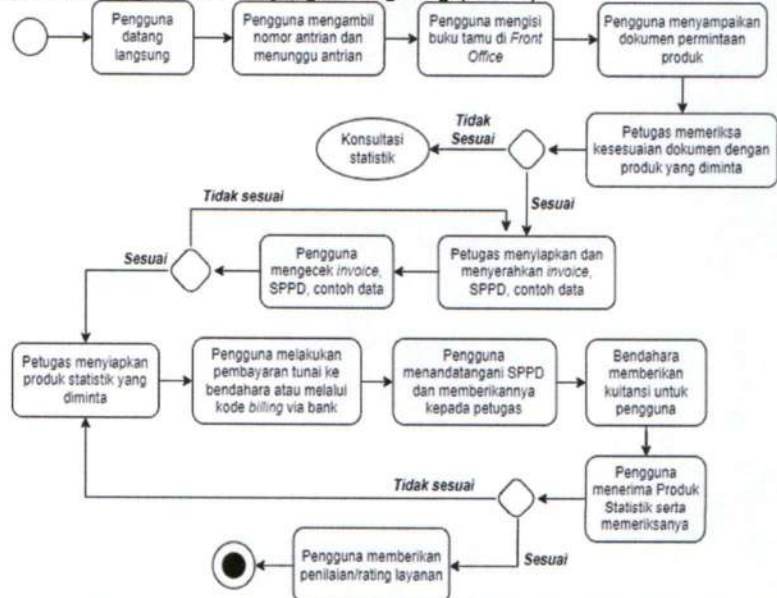 Pengguna
datang
langsung
Pengguna mengambil
nomor antrian dan
menunggu antrian
Pengguna mengisi
buku tamu di Front
Office
Pengguna menyampaikan
dokumen permintaan
produk
Petugas memeriksa
kesesuaian dokumen dengan
produk yang diminta
Tidak
Sesuai
Konsultasi
statistik
Sesuai
Petugas menyiapkan dan
menyerahkan invoice,
SPPD, contoh data
Pengguna
mengecek invoice,
SPPD, contoh data
Tidak sesuai
Sesuai
Petugas menyiapkan
produk statistik yang
diminta
Pengguna melakukan
pembayaran tunai ke
bendahara atau melalui
kode billing via bank
Pengguna
menandatangani SPPD
dan memberikannya
kepada petugas
Bendahara
memberikan
kuitansi untuk
pengguna
Pengguna
menerima Produk
Statistik serta
memeriksanya
Tidak sesuai
Sesuai
Pengguna memberikan
penilaian/rating layanan